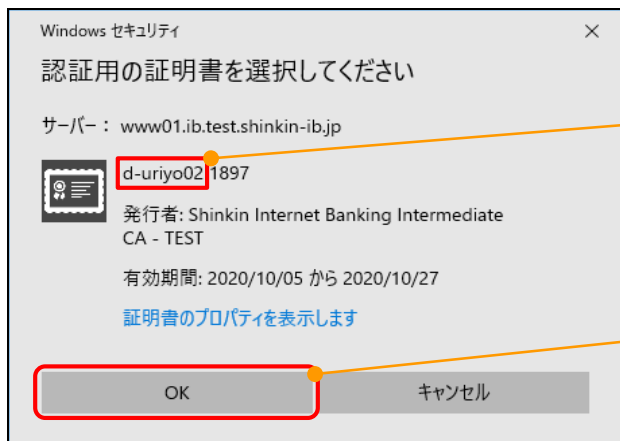 Windows セキュリティ
認証用の証明書を選択してください
サーバー： www01.ib.test.shinkin-ib.jp
d-uriyo02 1897
発行者: Shinkin Internet Banking Intermediate
CA - TEST
有効期間: 2020/10/05 から 2020/10/27
証明書のプロパティを表示します
OK キャンセル